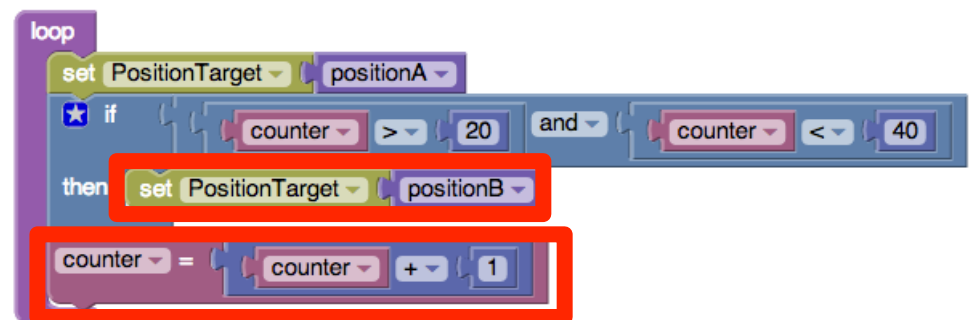 loop
set PositionTarget positionA
if counter > 20 and counter < 40
then set PositionTarget positionB
counter = counter + 1